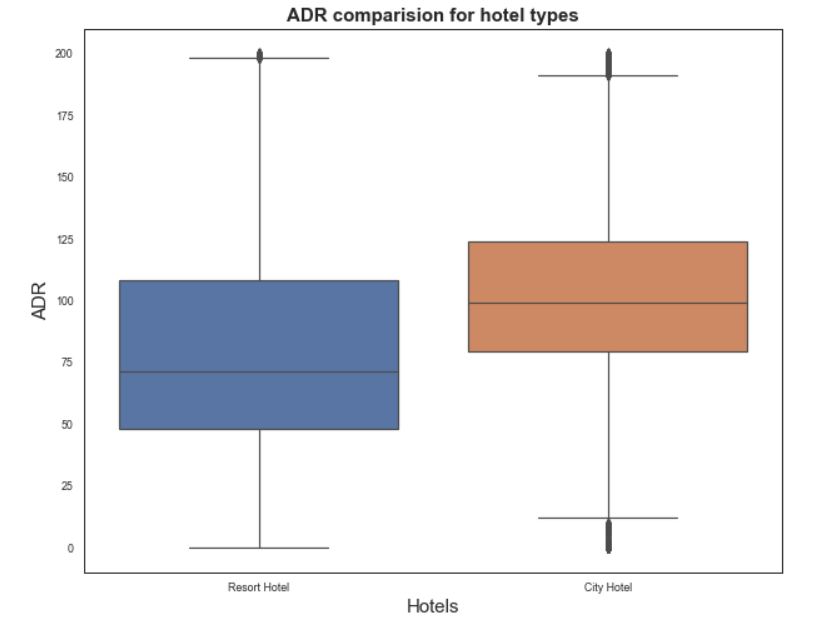 ADR comparision for hotel types
200
175
150
125
100
75
50
25
0
ADR
Resort Hotel
City Hotel
Hotels